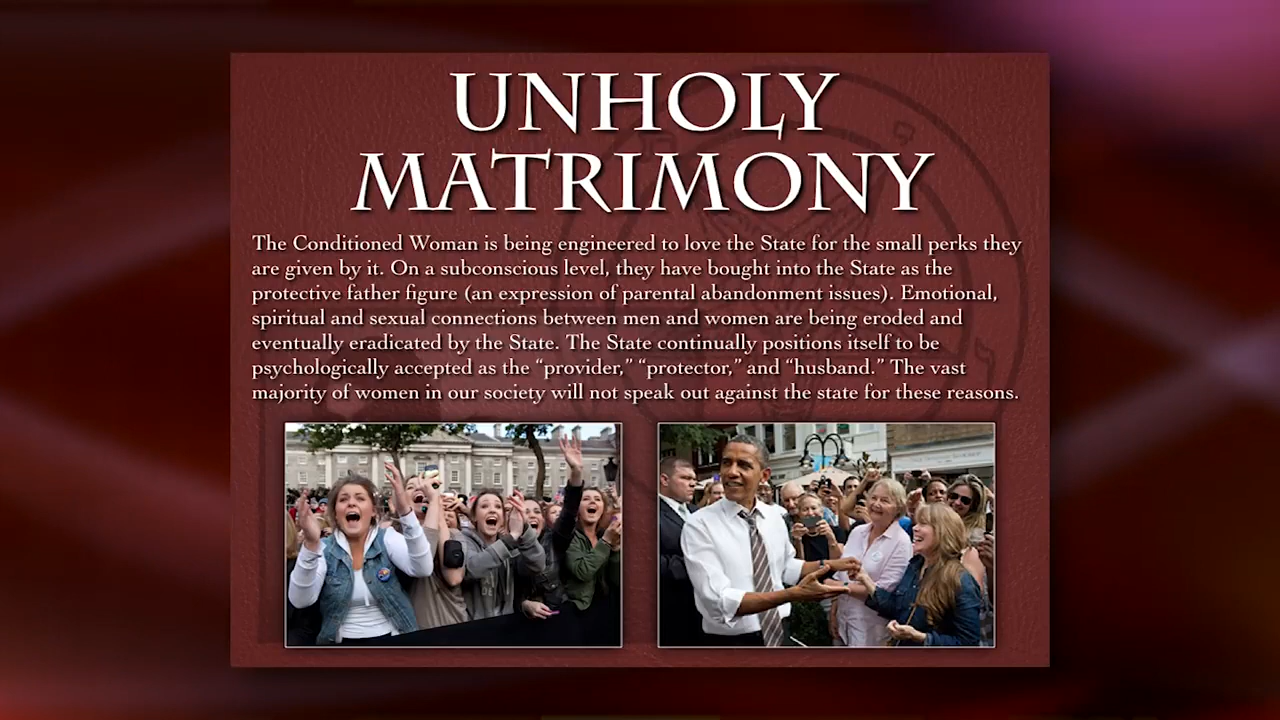 UNHOLY
MATRIMONY
The Conditioned Woman is being engineered to love the State for the small perks they
are given by it. On a subconscious level, they have bought into the State as the
protective father figure (an expression of parental abandonment issues). Emotional,
spiritual and sexual connections between men and women are being eroded and
eventually eradicated by the State. The State continually positions itself to be
psychologically accepted as the “provider,” “protector,” and “husband.” The vast
majority of women in our society will not speak out against the state for these reasons.